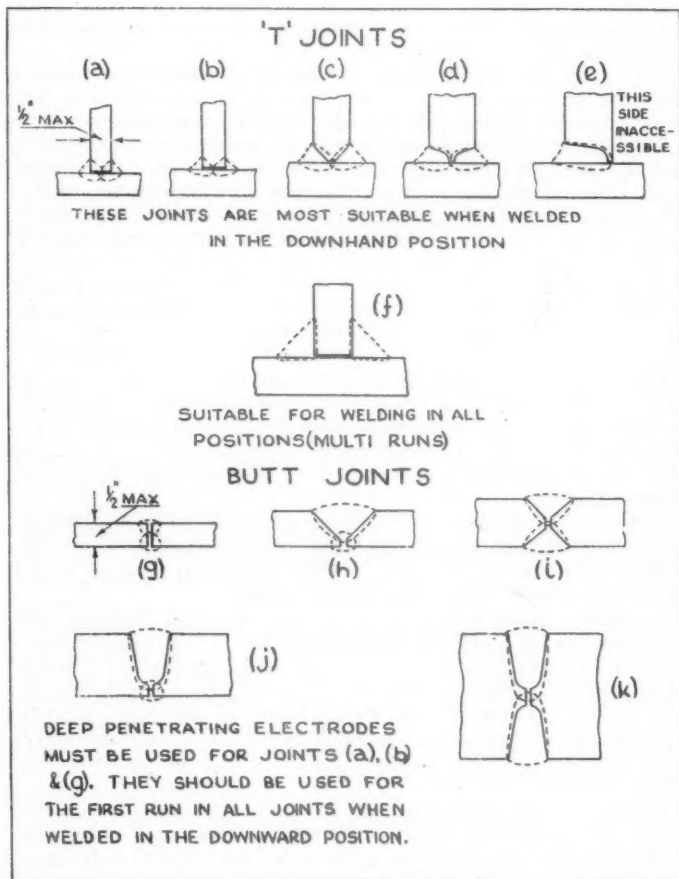 'T' JOINTS
(a) (b) (c) (d) (e)
1/2" MAX
THIS
SIDE
INACCE-
SSIBLE
THESE JOINTS ARE MOST SUITABLE WHEN WELDED
IN THE DOWNHAND POSITION
(f)
SUITABLE FOR WELDING IN ALL
POSITIONS (MULTI RUNS)
BUTT JOINTS
1/2" MAX
(g) (h) (i)
(j)
(k)
DEEP PENETRATING ELECTRODES
MUST BE USED FOR JOINTS (a), (b)
& (g). THEY SHOULD BE USED FOR
THE FIRST RUN IN ALL JOINTS WHEN
WELDED IN THE DOWNWARD POSITION.